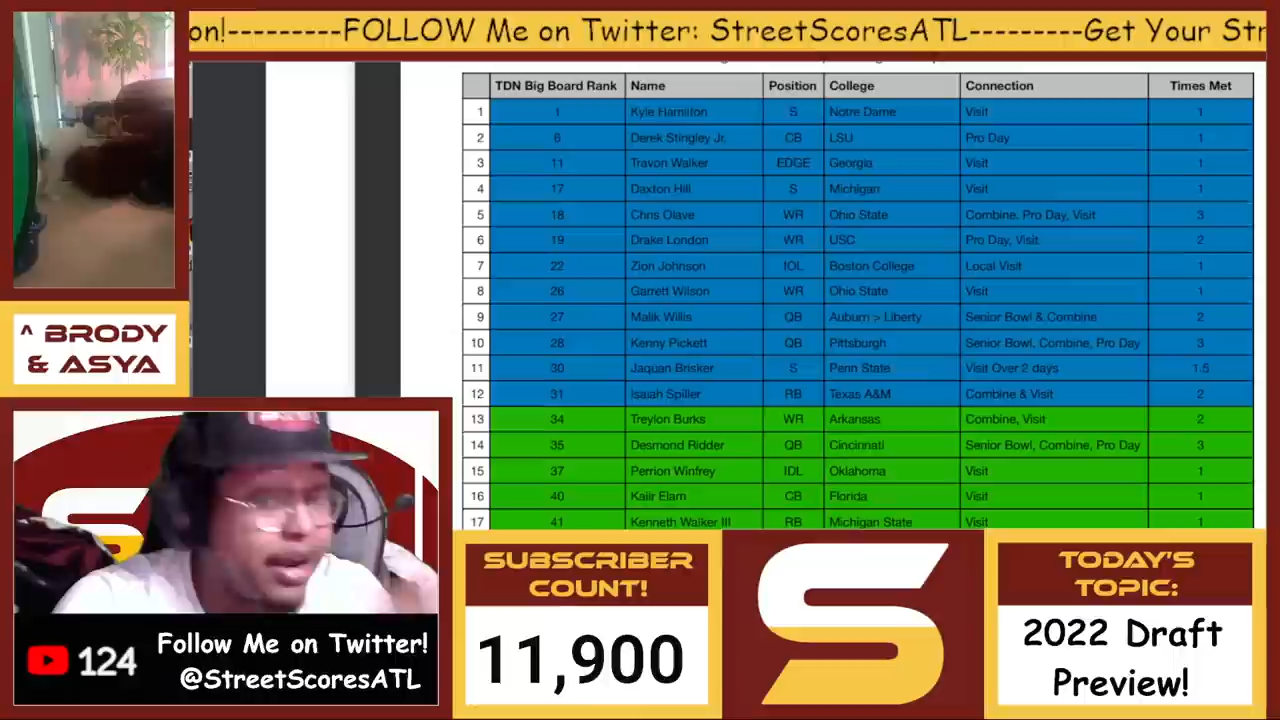 on!---------FOLLOW Me on Twitter: StreetScoresATL---------Get Your Str
TDN Big Board Rank Name Position College Connection Times Met
1 1 Kyle Hamilton S Notre Dame Visit 1
2 6 Derek Stingley Jr. CB LSU Pro Day 1
3 11 Travon Walker EDGE Georgia Visit 1
4 17 Daxton Hill S Michigan Visit 1
5 18 Chris Olave WR Ohio State Combine, Pro Day, Visit 3
6 19 Drake London WR USC Pro Day, Visit 2
7 22 Zion Johnson IOL Boston College Local Visit 1
8 26 Garrett Wilson WR Ohio State Visit 1
9 27 Malik Willis QB Auburn > Liberty Senior Bowl & Combine 2
10 28 Kenny Pickett QB Pittsburgh Senior Bowl, Combine, Pro Day 3
11 30 Jaquan Brisker S Penn State Visit Over 2 days 1.5
12 31 Isaiah Spiller RB Texas A&M Combine & Visit 2
13 34 Treylon Burks WR Arkansas Combine, Visit 2
14 35 Desmond Ridder QB Cincinnati Senior Bowl, Combine, Pro Day 3
15 37 Perrion Winfrey IDL Oklahoma Visit 1
16 40 Kaiir Elam CB Florida Visit 1
17 41 Kenneth Walker III RB Michigan State Visit 1
^ BRODY
& ASYA
124
Follow Me on Twitter!
@StreetScoresATL
SUBSCRIBER
COUNT!
11,900
TODAY'S
TOPIC:
2022 Draft
Preview!